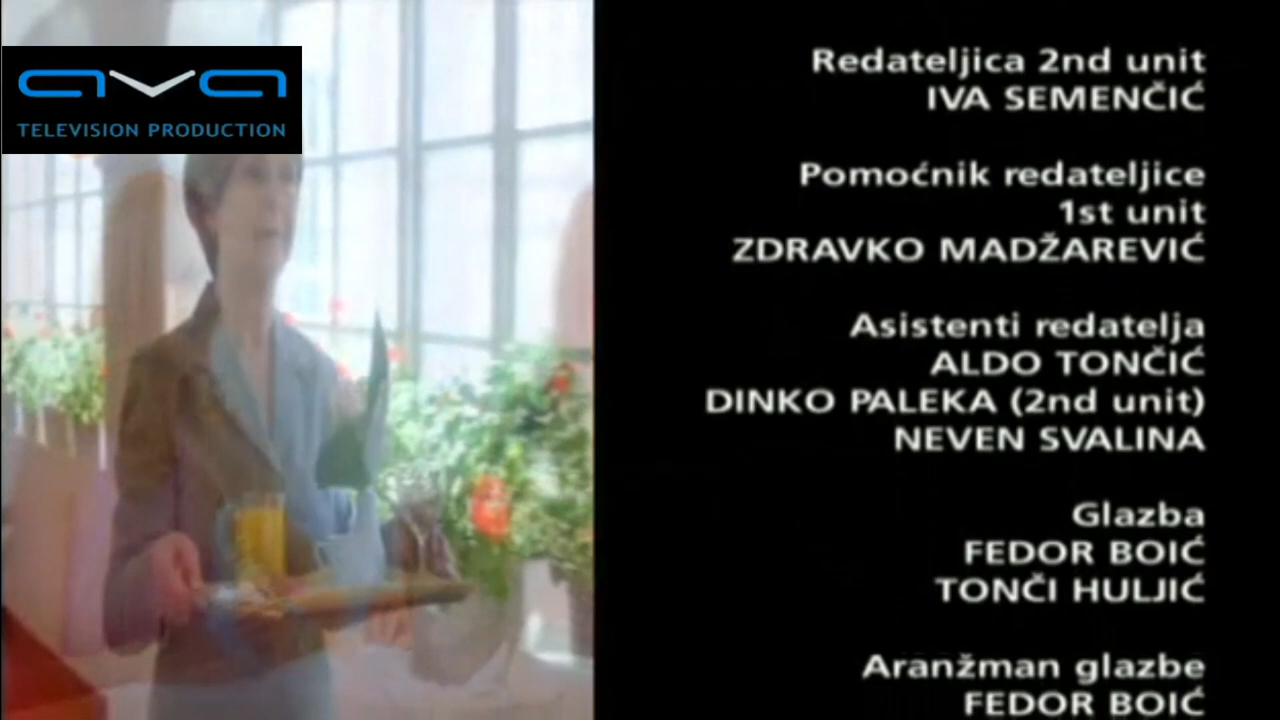 ava
TELEVISION PRODUCTION
Redateljica 2nd unit
IVA SEMENČIĆ
Pomoćnik redateljice
1st unit
ZDRAVKO MADŽAREVIĆ
Asistenti redatelja
ALDO TONČIĆ
DINKO PALEKA (2nd unit)
NEVEN SVALINA
Glazba
FEDOR BOIĆ
TONČI HULJIĆ
Aranžman glazbe
FEDOR BOIĆ